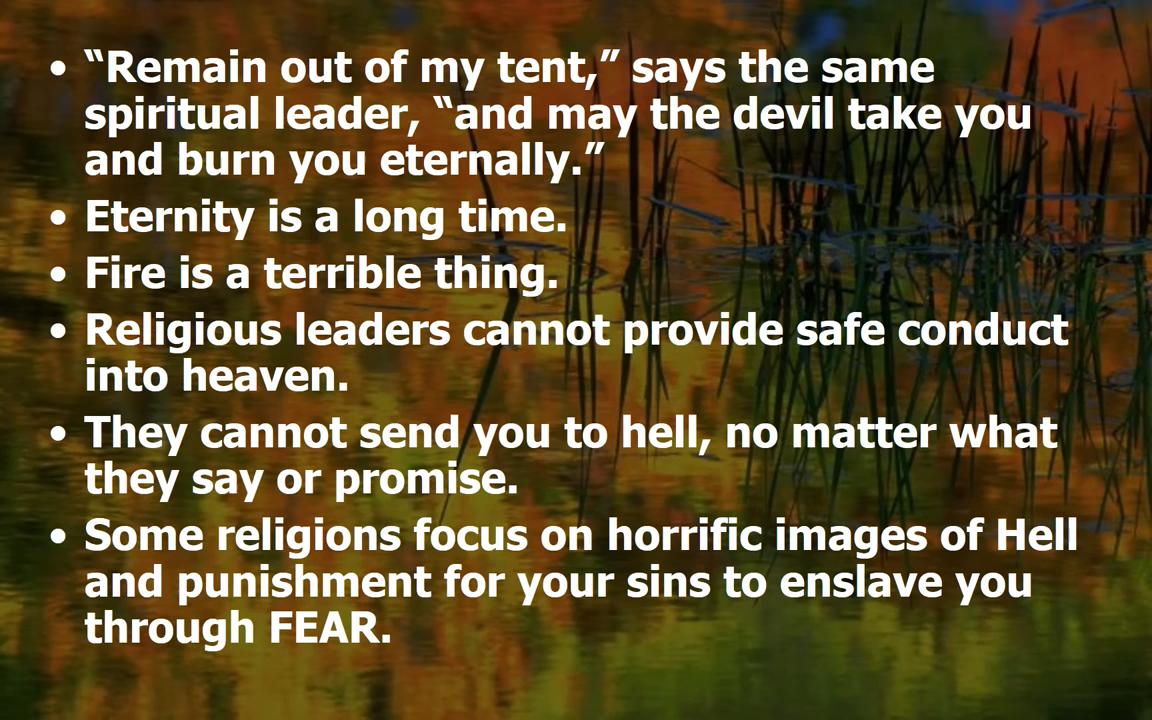 • “Remain out of my tent,” says the same
spiritual leader, “and may the devil take you
and burn you eternally.”
• Eternity is a long time.
• Fire is a terrible thing.
• Religious leaders cannot provide safe conduct
into heaven.
• They cannot send you to hell, no matter what
they say or promise.
• Some religions focus on horrific images of Hell
and punishment for your sins to enslave you
through FEAR.